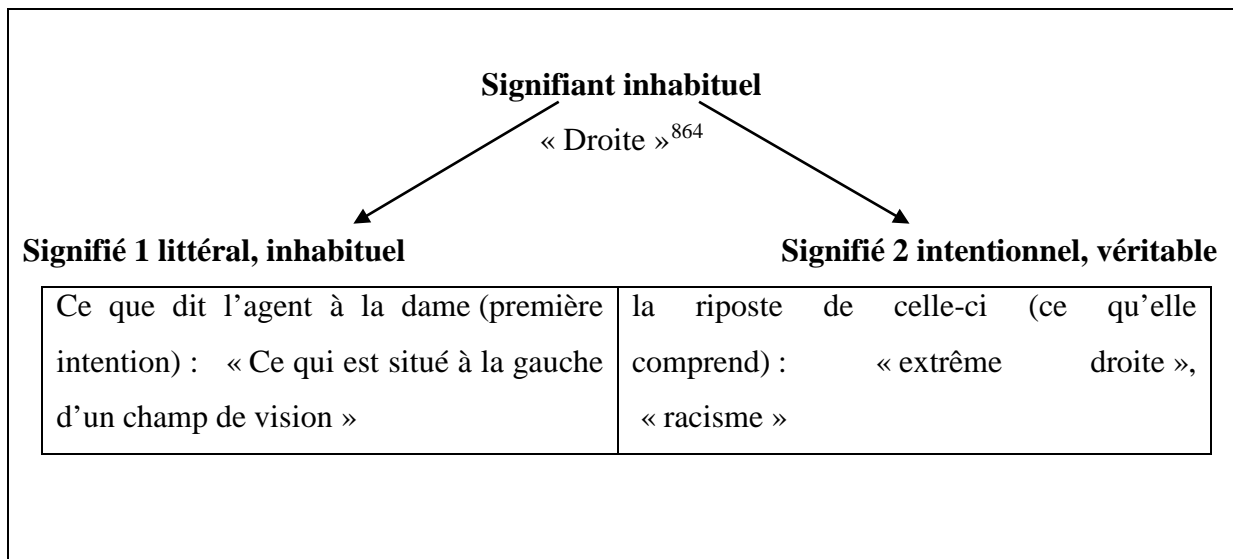 Signifiant inhabituel
« Droite »864
Signifié 1 littéral, inhabituel
Signifié 2 intentionnel, véritable
Ce que dit l’agent à la dame (première
intention) : « Ce qui est situé à la gauche
d’un champ de vision »
la riposte de celle-ci (ce qu’elle
comprend) : « extrême droite »,
« racisme »